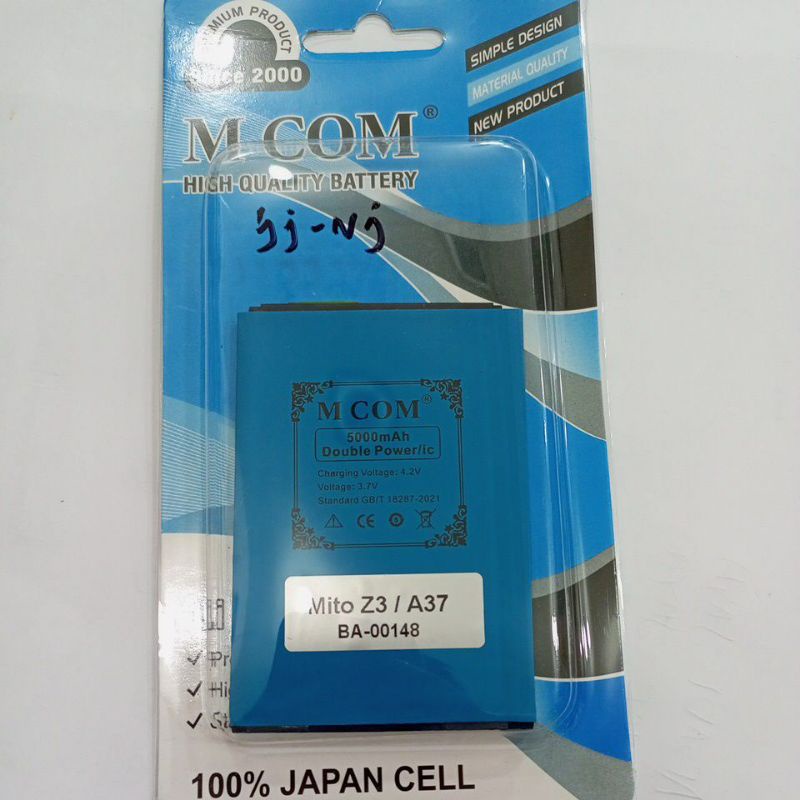 PREMIUM PRODUCT
Since 2000
SIMPLE DESIGN
MATERIAL QUALITY
NEW PRODUCT
M COM®
HIGH QUALITY BATTERY
M COM®
5000mAh
Double Power/ic
Charging Voltage: 4.2V
Voltage: 3.7V
Standard GB/T 18287-2021
CE
Mito Z3 / A37
BA-00148
100% JAPAN CELL